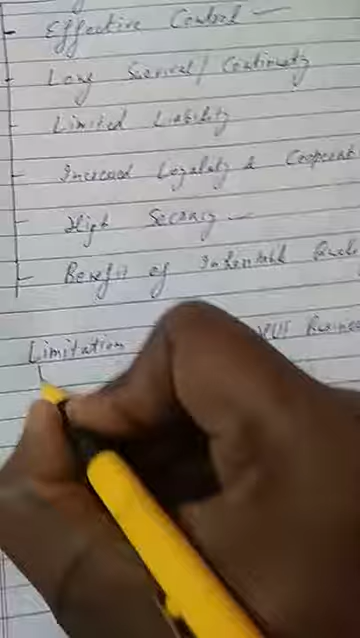 - Effective Control -
Long Survival / Continuity
- Limited Liability
- Increased Loyalty & Cooperat
- High Secrecy -
- Benefit of
Limitation